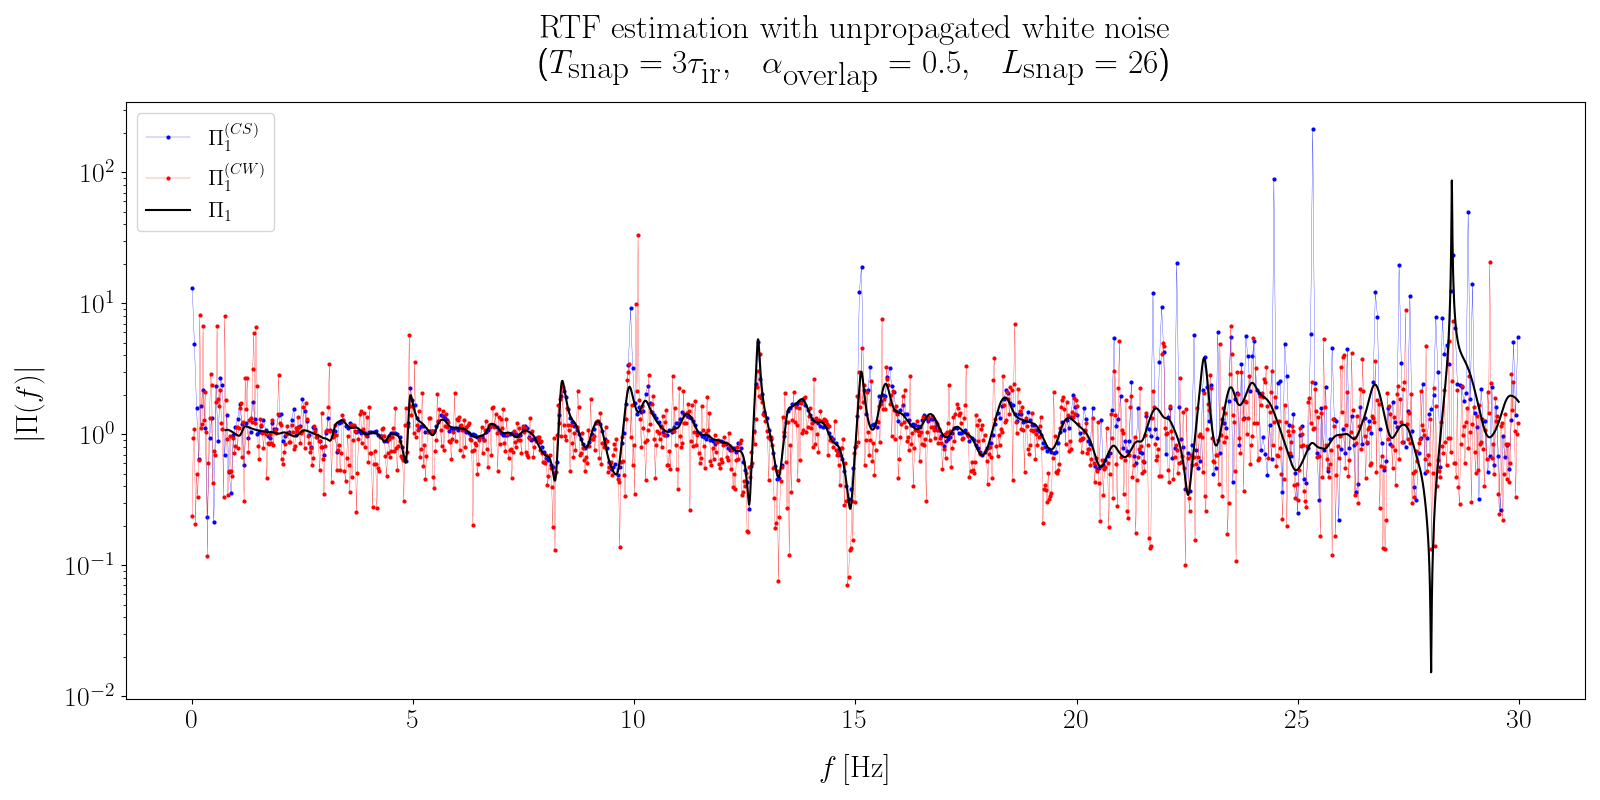 RTF estimation with unpropagated white noise
(T_snap = 3τ_ir, α_overlap = 0.5, L_snap = 26)
Π_1^(CS)
Π_1^(CW)
Π_1
|Π(f)|
10^2
10^1
10^0
10^−1
10^−2
0 5 10 15 20 25 30
f [Hz]